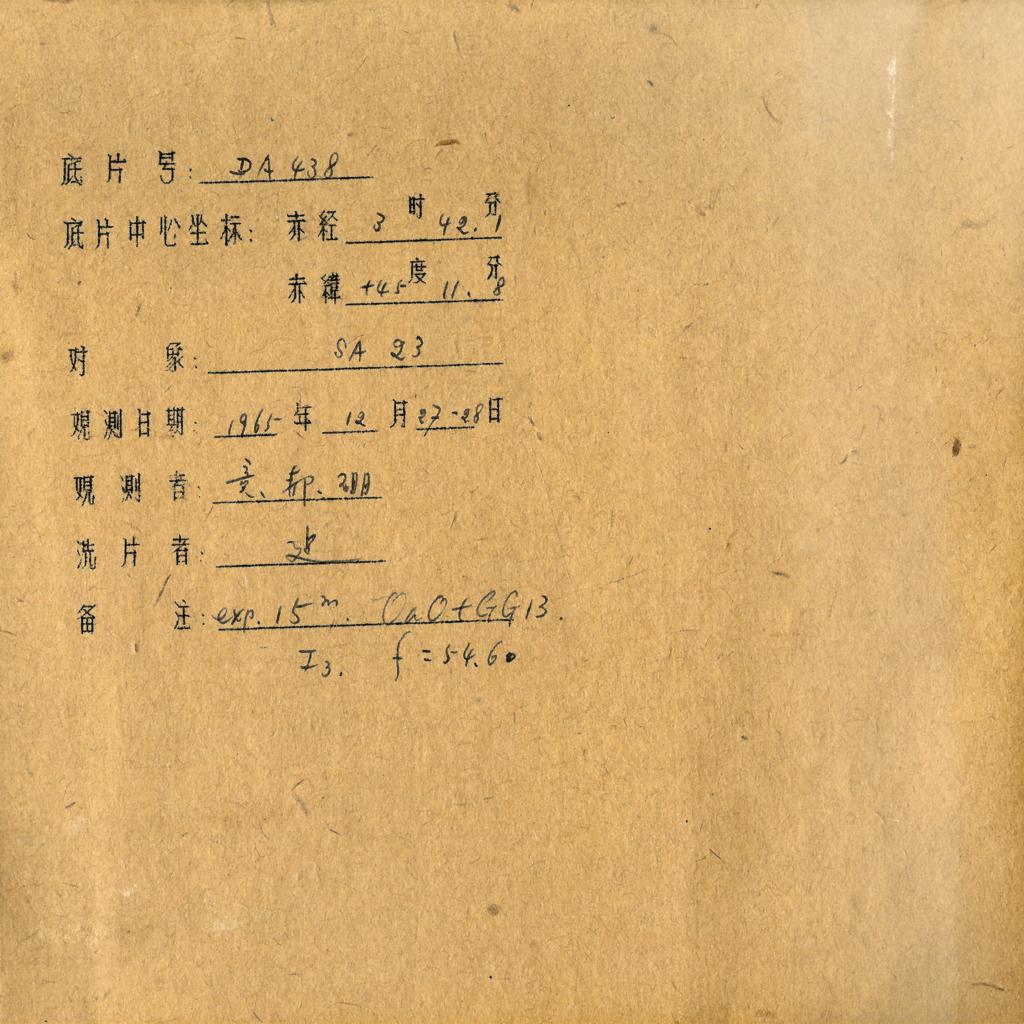 底片号: DA 438
底片中心坐标: 赤经 3 时 42.1 分
赤緯 +45 度 11.8 分
对象: SA 23
观测日期: 1965 年 12 月 27-28 日
观测者:
洗片者:
备注: exp. 15m. OaO+GG13.
I3. f=54.60